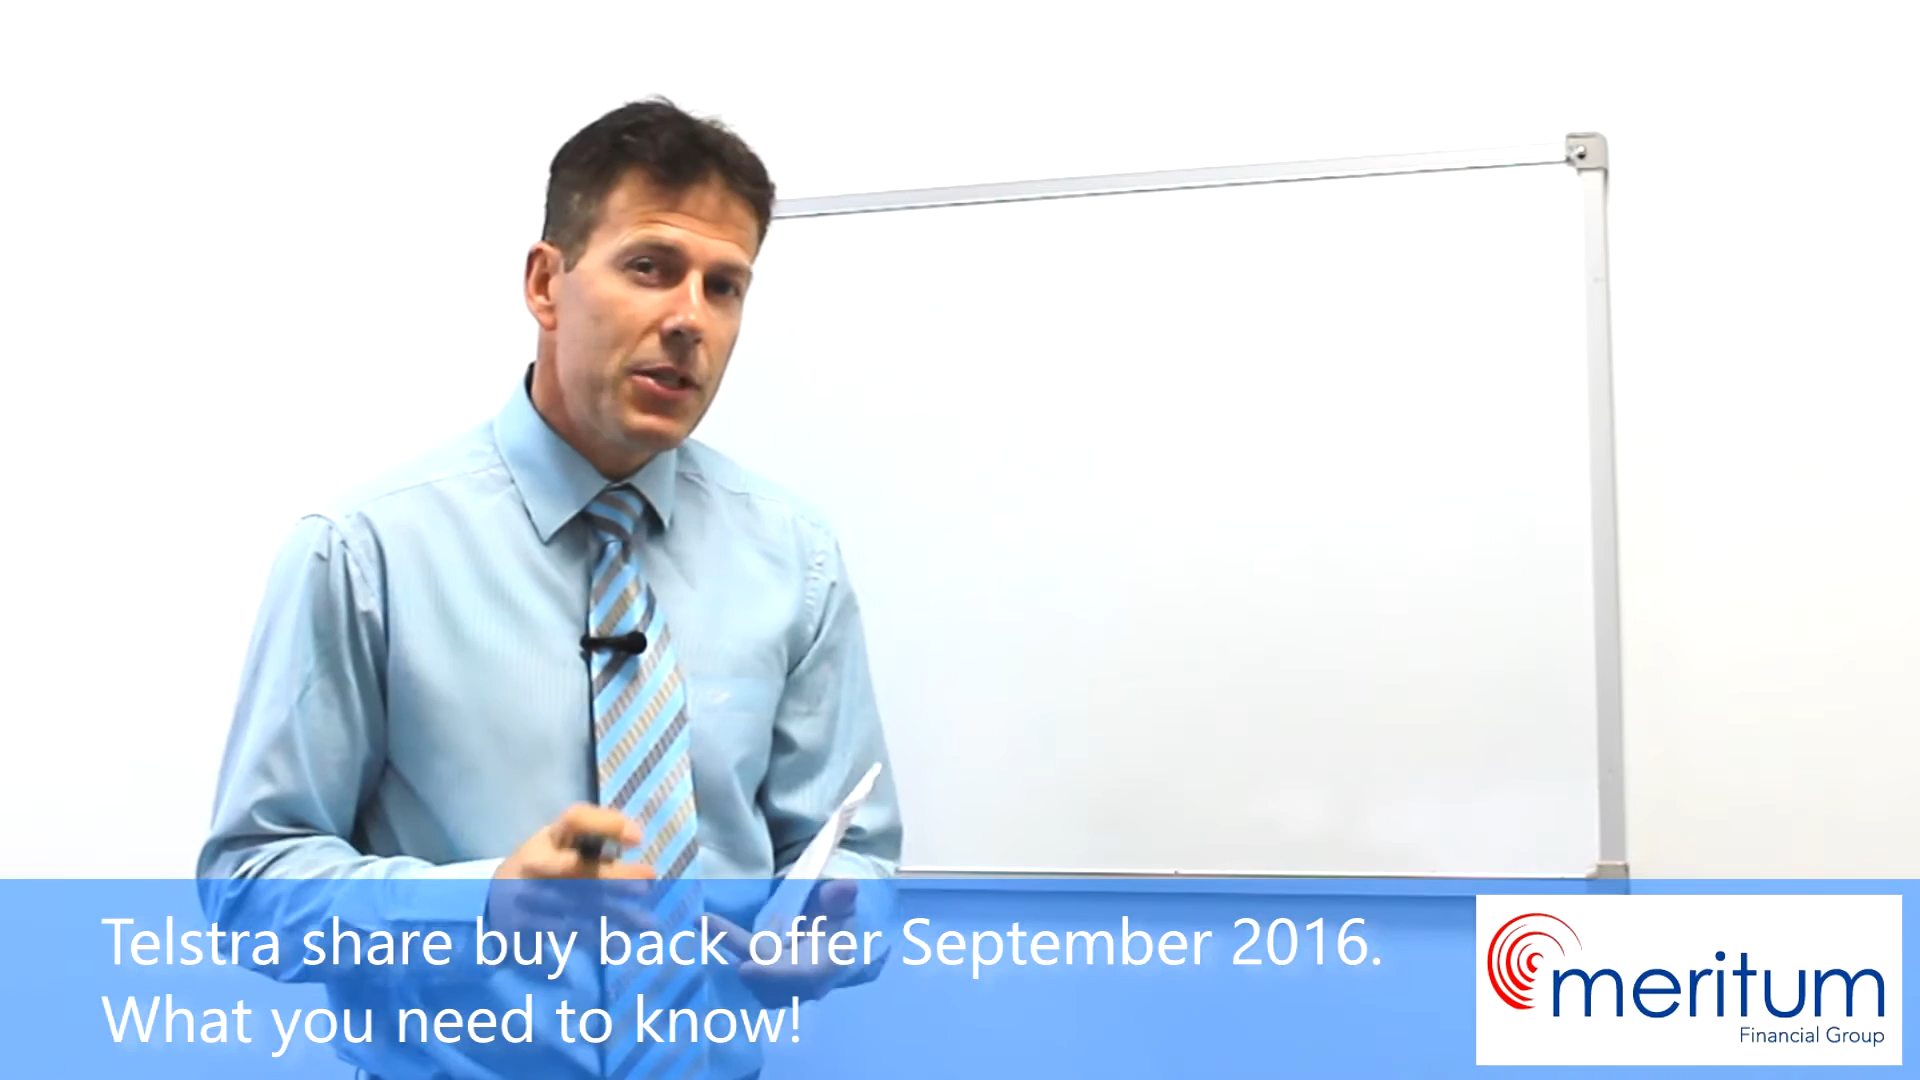 Telstra share buy back offer September 2016.
What you need to know!
meritum
Financial Group